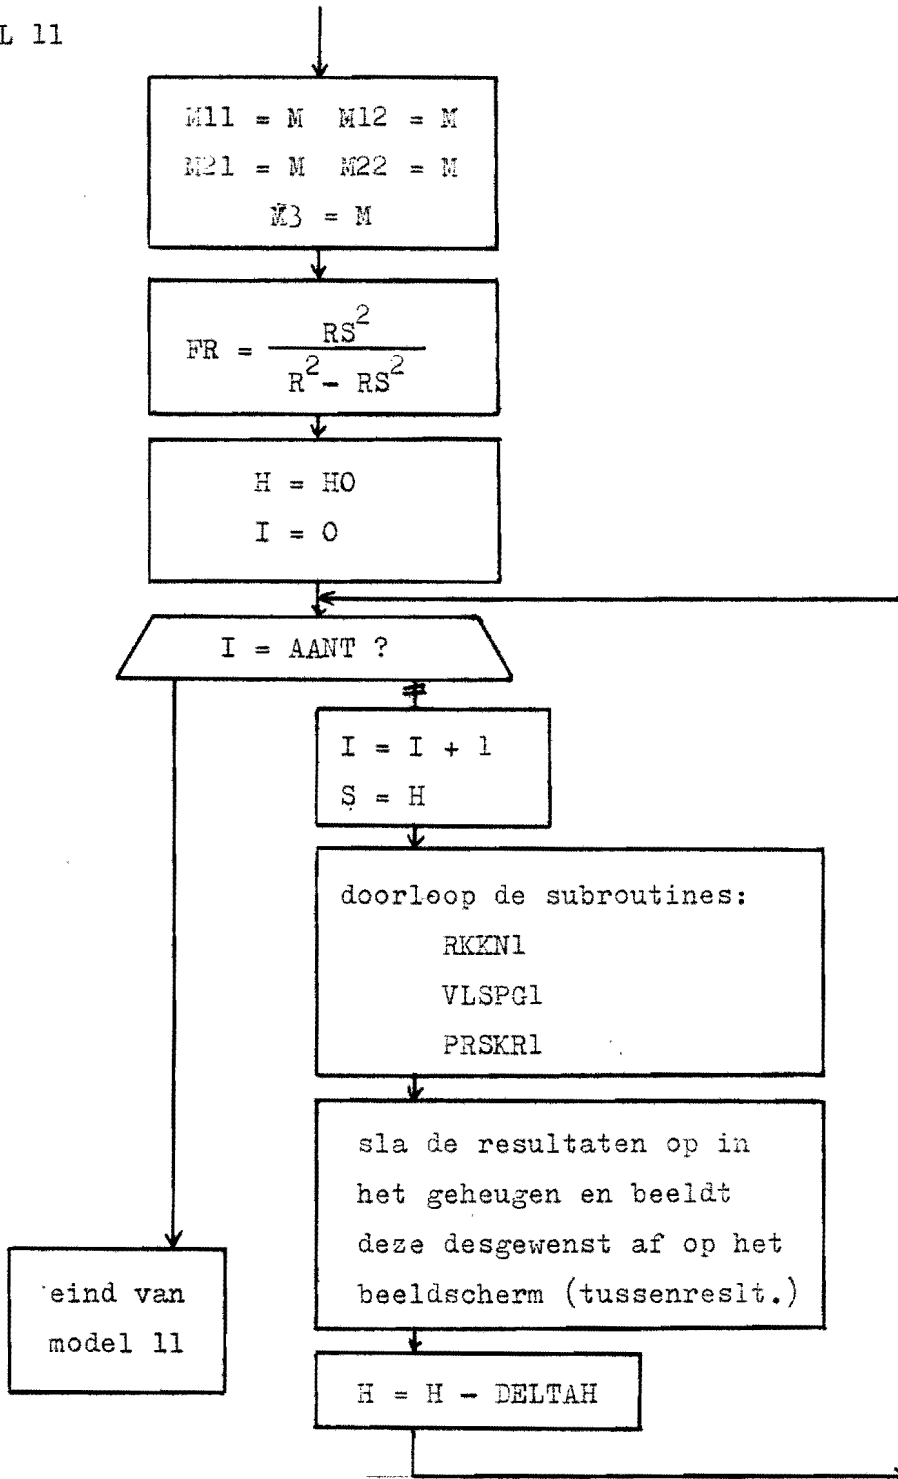 L 11
M11 = M M12 = M
M21 = M M22 = M
M3 = M
FR = RS² / R² - RS²
H = H0
I = 0
I = AANT ?
≠
I = I + 1
S = H
doorloop de subroutines:
RKKN1
VLSPG1
PRSKR1
sla de resultaten op in
het geheugen en beeldt
deze desgewenst af op het
beeldscherm (tussenreslt.)
eind van
model 11
H = H - DELTAH